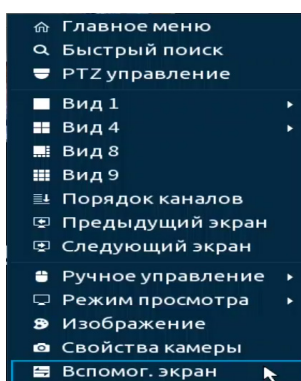 Главное меню
Быстрый поиск
PTZ управление
Вид 1
Вид 4
Вид 8
Вид 9
Порядок каналов
Предыдущий экран
Следующий экран
Ручное управление
Режим просмотра
Изображение
Свойства камеры
Вспомог. экран